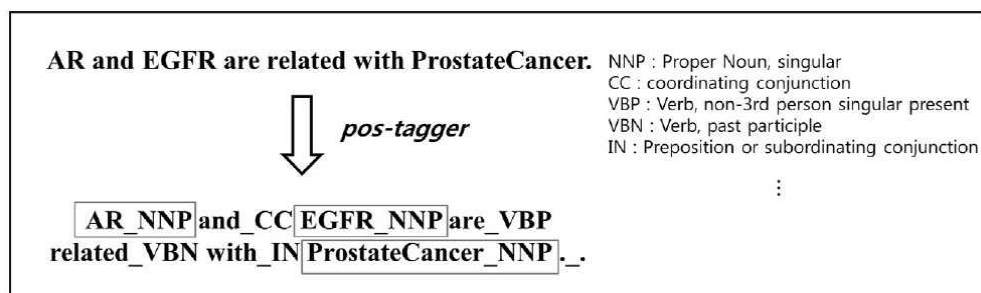 AR and EGFR are related with ProstateCancer.
pos-tagger
AR_NNP and_CC EGFR_NNP are_VBP
related_VBN with_IN ProstateCancer_NNP ._.
NNP : Proper Noun, singular
CC : coordinating conjunction
VBP : Verb, non-3rd person singular present
VBN : Verb, past participle
IN : Preposition or subordinating conjunction
⋮